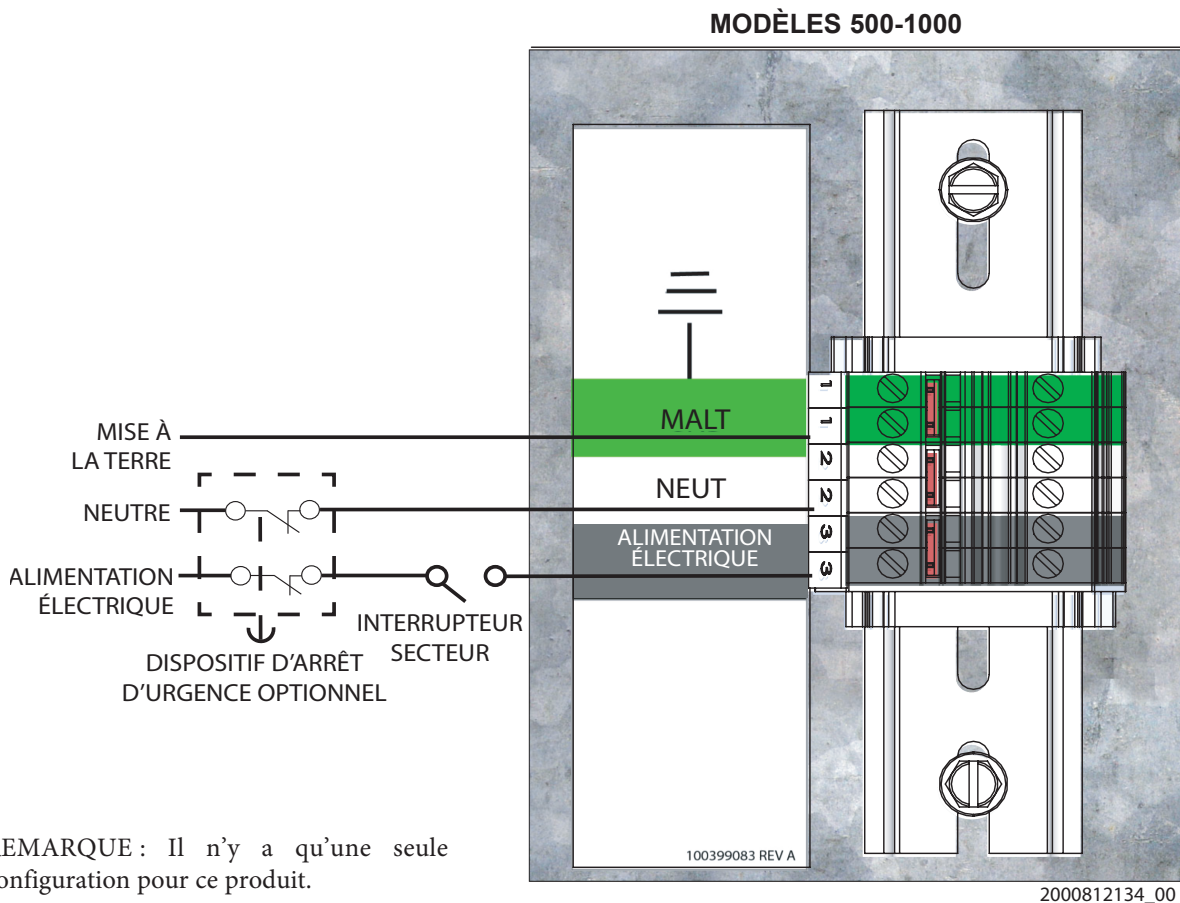 MODÈLES 500-1000
MALT
MISE À
LA TERRE
NEUT
NEUTRE
ALIMENTATION
ÉLECTRIQUE
ALIMENTATION
ÉLECTRIQUE
1
1
2
2
3
3
INTERRUPTEUR
SECTEUR
DISPOSITIF D'ARRÊT
D'URGENCE OPTIONNEL
EMARQUE : Il n'y a qu'une seule
onfiguration pour ce produit.
100399083 REV A
2000812134_00